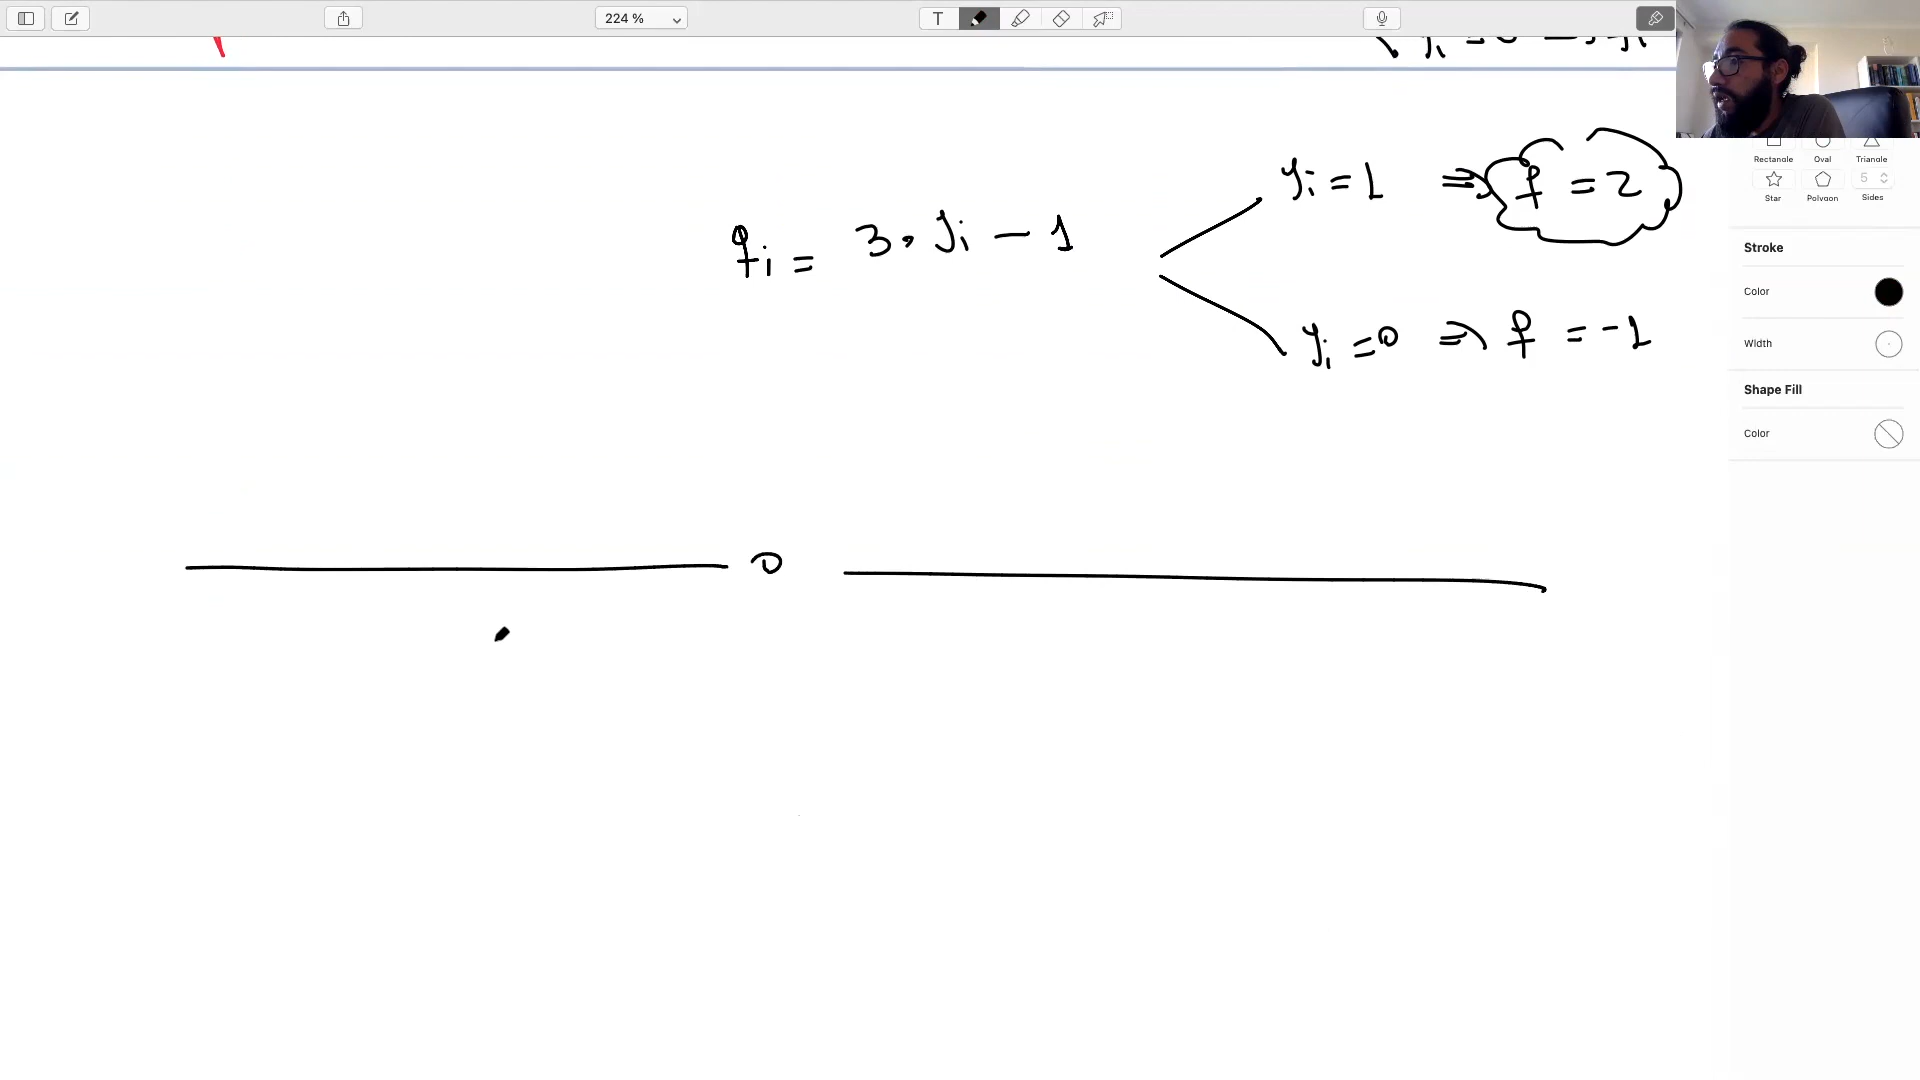 224 %
T
y_i = 1 ⇒ f = 2
f_i = 3 . y_i − 1
y_i = 0 ⇒ f = -1
0
Rectangle Oval Triangle
5
Star Polygon Sides
Stroke
Color
Width
Shape Fill
Color